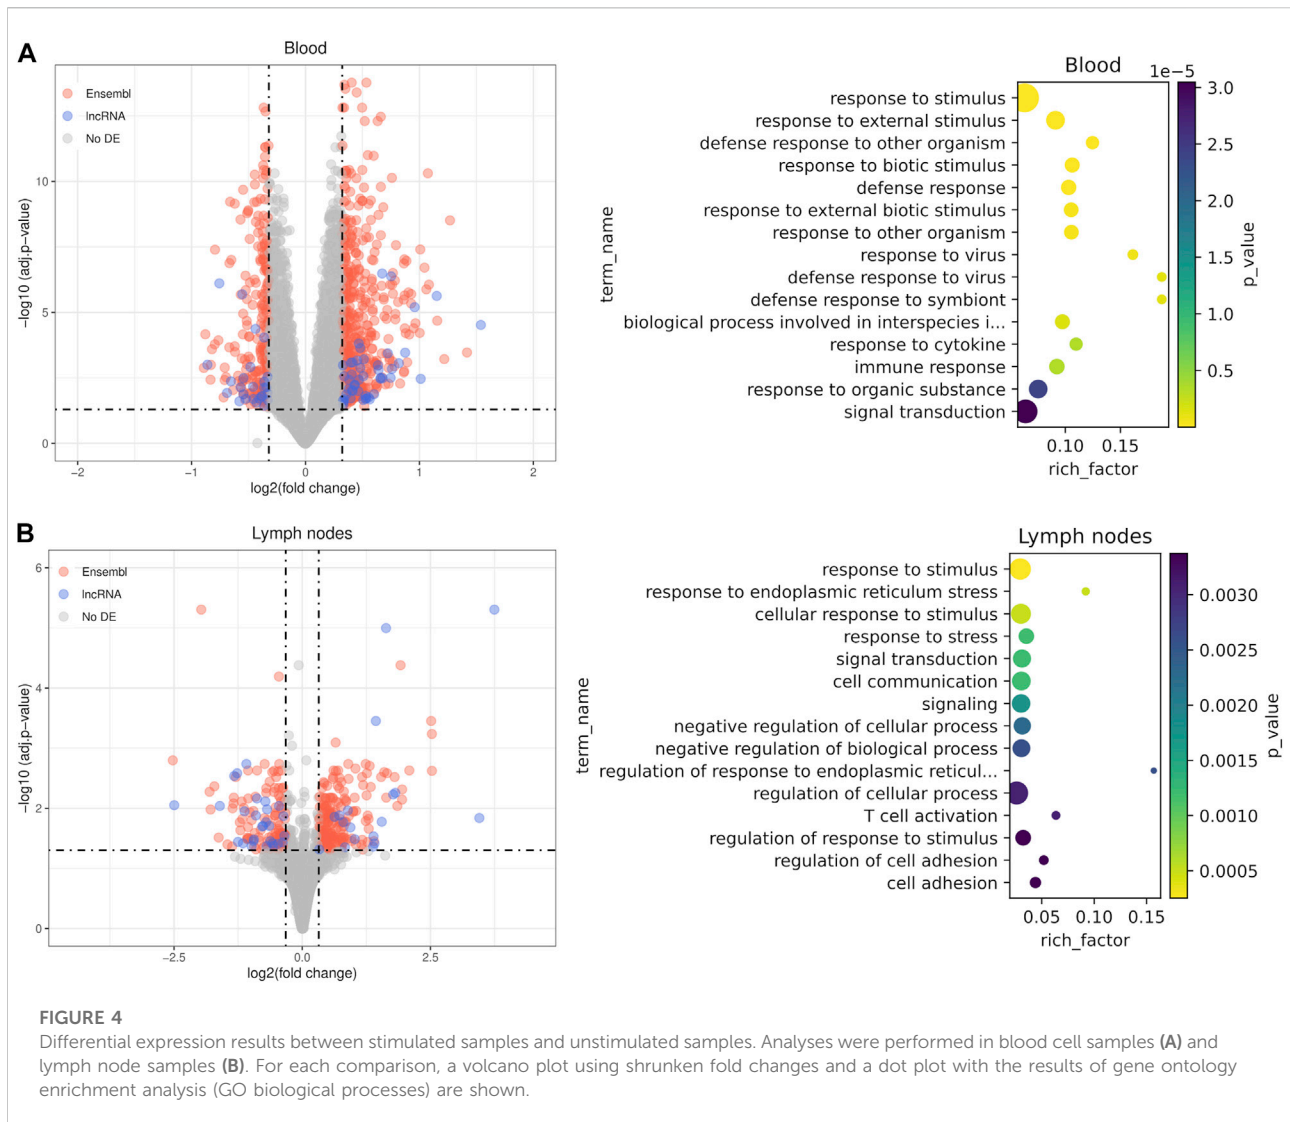 A
Blood
Ensembl
lncRNA
No DE
10
5
0
−2
−1
0
1
2
−log10 (adj.p−value)
log2(fold change)
Blood
1e−5
response to stimulus
response to external stimulus
defense response to other organism
response to biotic stimulus
defense response
response to external biotic stimulus
response to other organism
response to virus
defense response to virus
defense response to symbiont
biological process involved in interspecies i...
response to cytokine
immune response
response to organic substance
signal transduction
term_name
0.10
0.15
rich_factor
3.0
2.5
2.0
1.5
1.0
0.5
p_value
B
Lymph nodes
Ensembl
lncRNA
No DE
6
4
2
0
−2.5
0.0
2.5
−log10 (adj.p−value)
log2(fold change)
Lymph nodes
response to stimulus
response to endoplasmic reticulum stress
cellular response to stimulus
response to stress
signal transduction
cell communication
signaling
negative regulation of cellular process
negative regulation of biological process
regulation of response to endoplasmic reticul...
regulation of cellular process
T cell activation
regulation of response to stimulus
regulation of cell adhesion
cell adhesion
term_name
0.05
0.10
0.15
rich_factor
0.0030
0.0025
0.0020
0.0015
0.0010
0.0005
p_value
FIGURE 4
Differential expression results between stimulated samples and unstimulated samples. Analyses were performed in blood cell samples (A) and
lymph node samples (B). For each comparison, a volcano plot using shrunken fold changes and a dot plot with the results of gene ontology
enrichment analysis (GO biological processes) are shown.